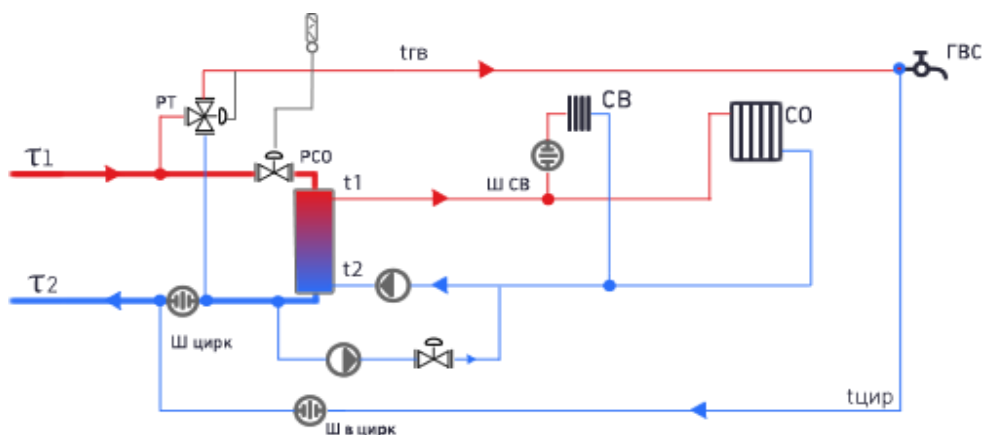 tгв
ГВС
РТ
СВ
СО
τ1
РСО
t1
Ш СВ
t2
τ2
Ш цирк
tцир
Ш в цирк